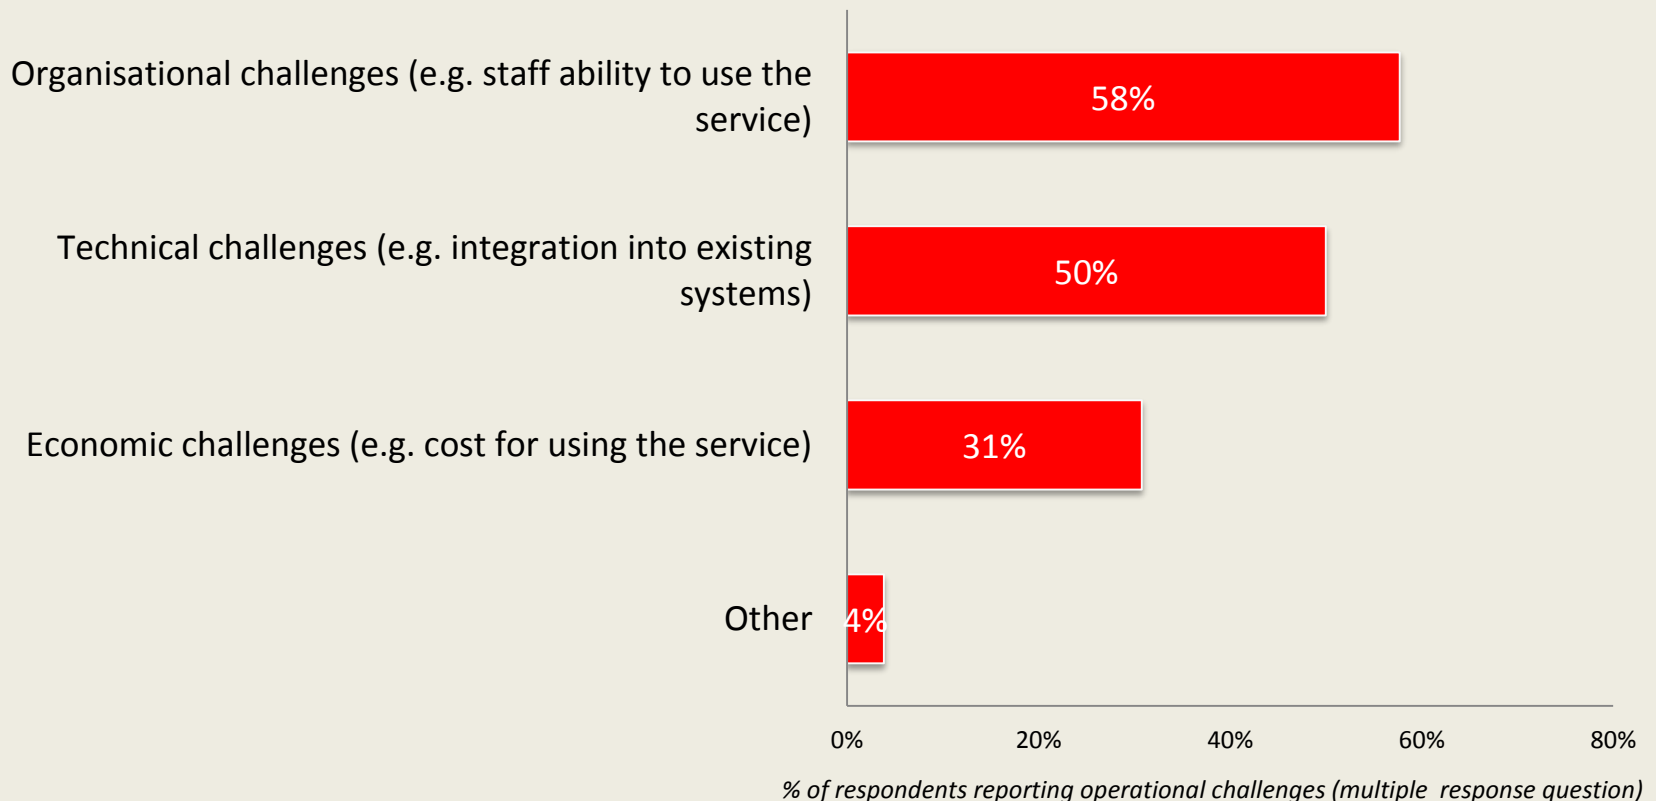 Organisational challenges (e.g. staff ability to use the
service)
58%
Technical challenges (e.g. integration into existing
systems)
50%
Economic challenges (e.g. cost for using the service)
31%
Other
4%
0% 20% 40% 60% 80%
% of respondents reporting operational challenges (multiple response question)